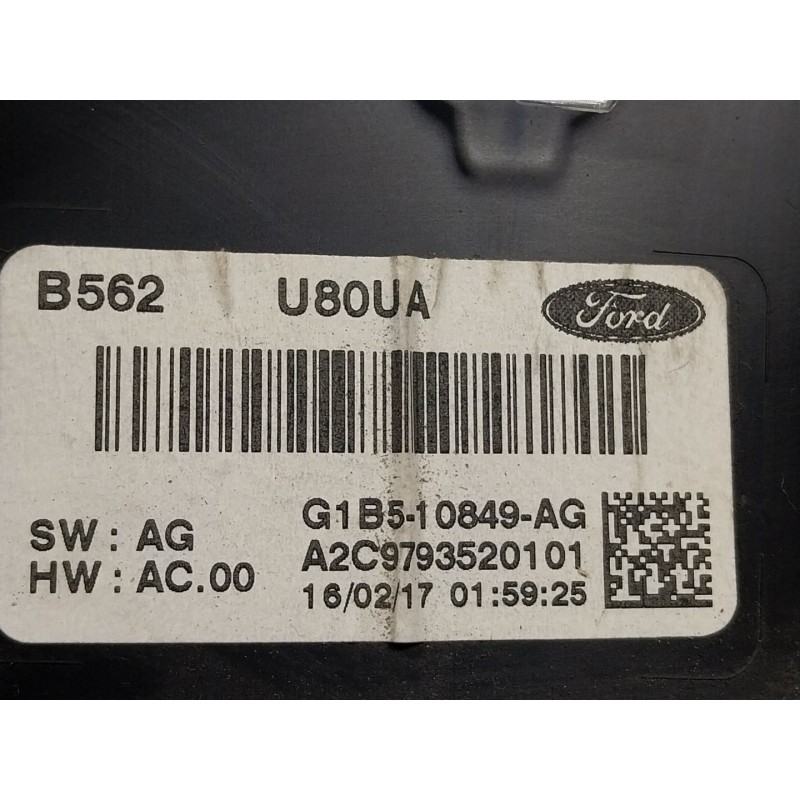 B562 U80UA Ford
G1B5-10849-AG
SW : AG
A2C9793520101
HW : AC.00
16/02/17 01:59:25